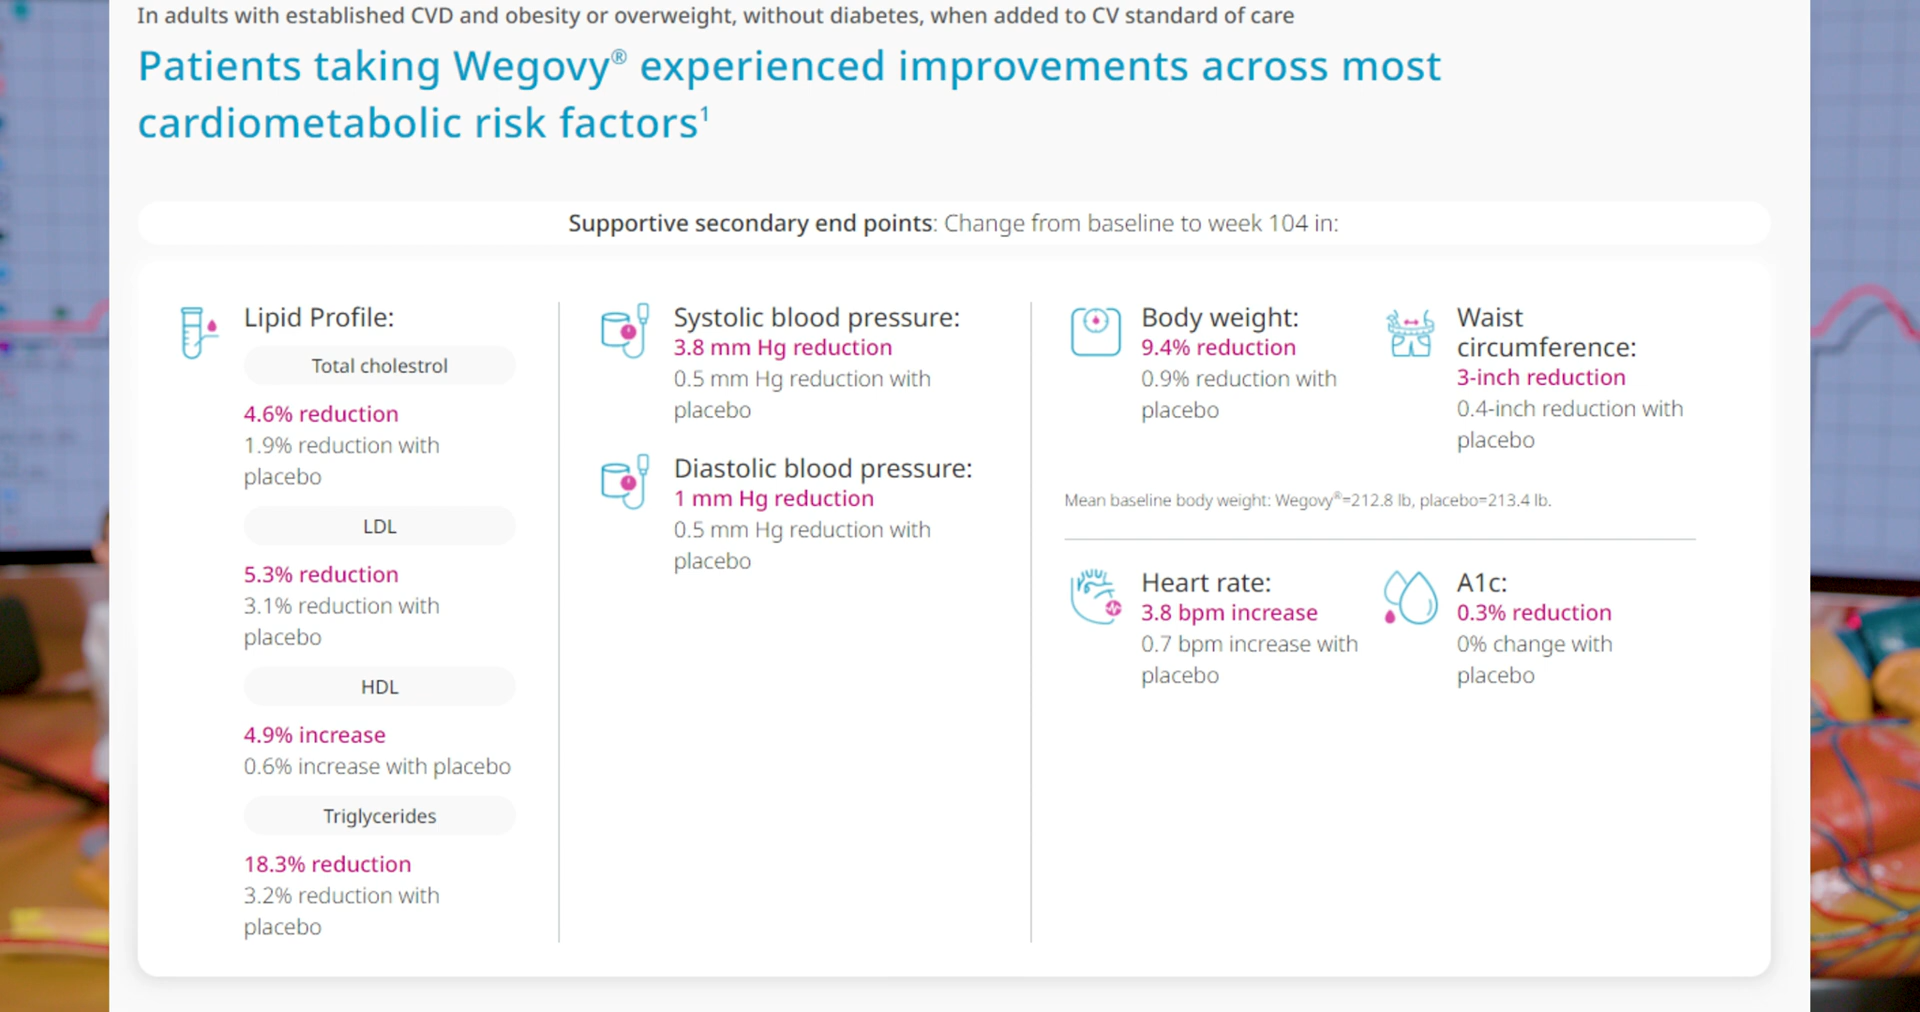 In adults with established CVD and obesity or overweight, without diabetes, when added to CV standard of care
Patients taking Wegovy® experienced improvements across most
cardiometabolic risk factors¹
Supportive secondary end points: Change from baseline to week 104 in:
Lipid Profile:
Total cholestrol
4.6% reduction
1.9% reduction with
placebo
LDL
5.3% reduction
3.1% reduction with
placebo
HDL
4.9% increase
0.6% increase with placebo
Triglycerides
18.3% reduction
3.2% reduction with
placebo
Systolic blood pressure:
3.8 mm Hg reduction
0.5 mm Hg reduction with
placebo
Diastolic blood pressure:
1 mm Hg reduction
0.5 mm Hg reduction with
placebo
Body weight:
9.4% reduction
0.9% reduction with
placebo
Waist
circumference:
3-inch reduction
0.4-inch reduction with
placebo
Mean baseline body weight: Wegovy®=212.8 lb, placebo=213.4 lb.
Heart rate:
3.8 bpm increase
0.7 bpm increase with
placebo
A1c:
0.3% reduction
0% change with
placebo